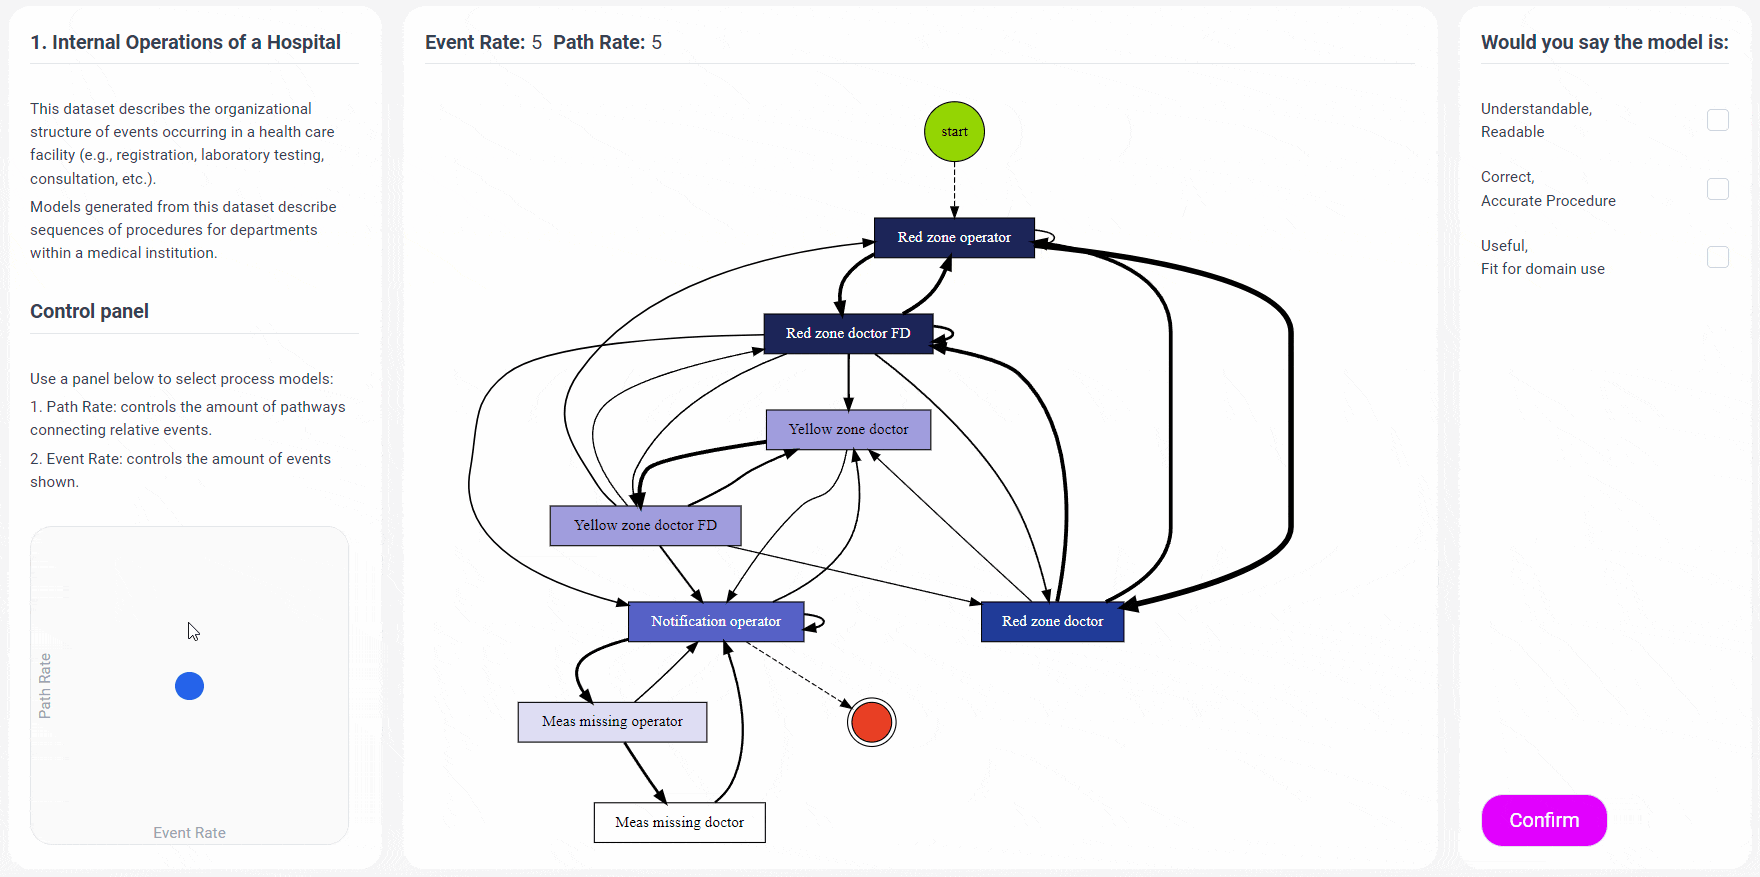 1. Internal Operations of a Hospital
This dataset describes the organizational
structure of events occurring in a health care
facility (e.g., registration, laboratory testing,
consultation, etc.).
Models generated from this dataset describe
sequences of procedures for departments
within a medical institution.
Control panel
Use a panel below to select process models:
1. Path Rate: controls the amount of pathways
connecting relative events.
2. Event Rate: controls the amount of events
shown.
Path Rate
Event Rate
Event Rate: 5 Path Rate: 5
start
Red zone operator
Red zone doctor FD
Yellow zone doctor
Yellow zone doctor FD
Notification operator
Red zone doctor
Meas missing operator
Meas missing doctor
Would you say the model is:
Understandable,
Readable
Correct,
Accurate Procedure
Useful,
Fit for domain use
Confirm